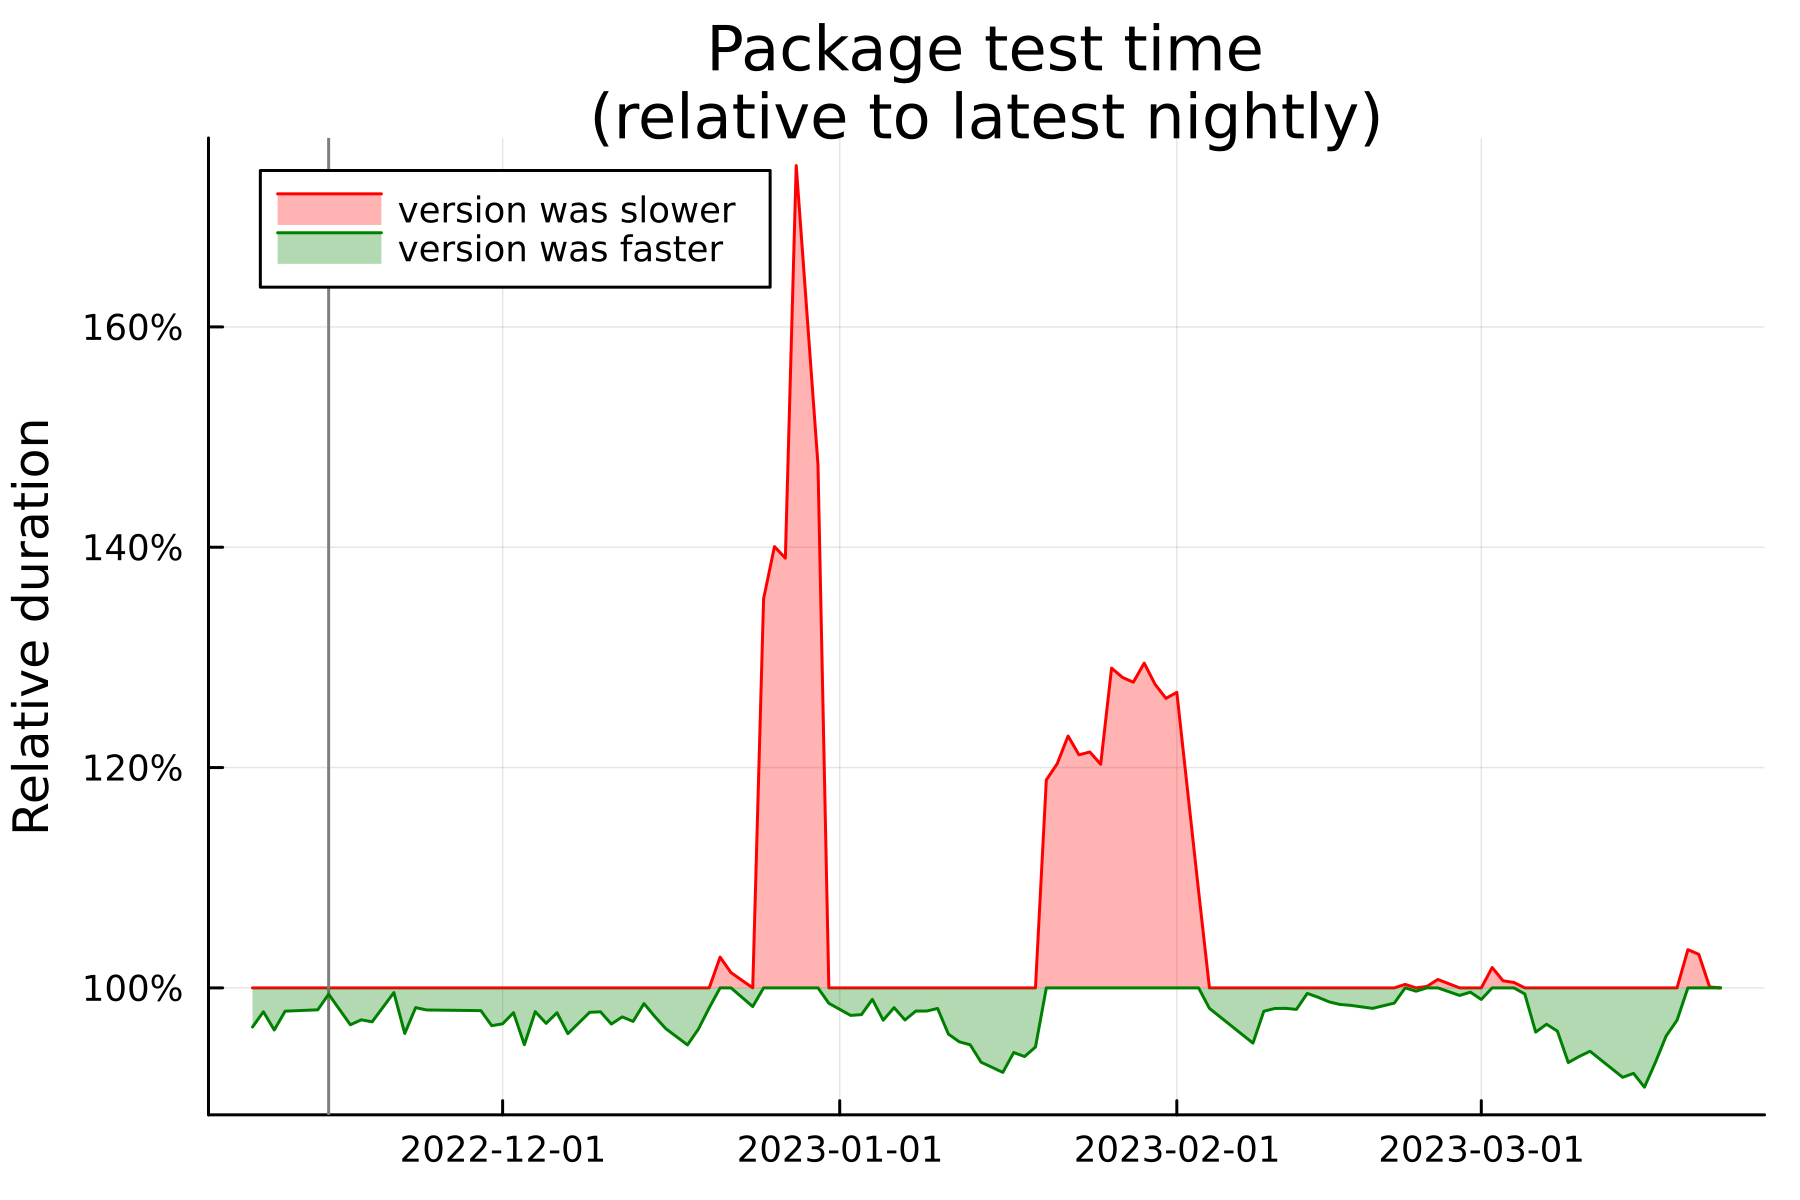 Package test time
(relative to latest nightly)
version was slower
version was faster
Relative duration
160%
140%
120%
100%
2022-12-01
2023-01-01
2023-02-01
2023-03-01